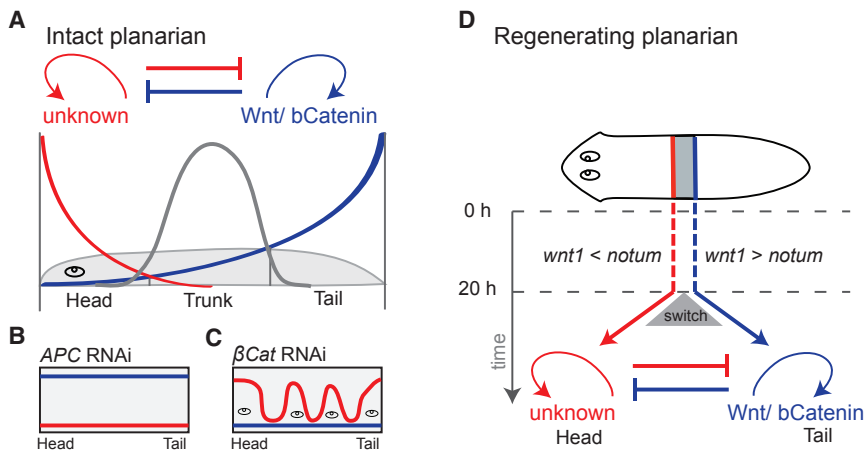 A
Intact planarian
unknown
Wnt/ bCatenin
Head
Trunk
Tail
B
APC RNAi
Head
Tail
C
βCat RNAi
Head
Tail
D
Regenerating planarian
0 h
wnt1 < notum
wnt1 > notum
20 h
switch
time
unknown
Wnt/ bCatenin
Head
Tail